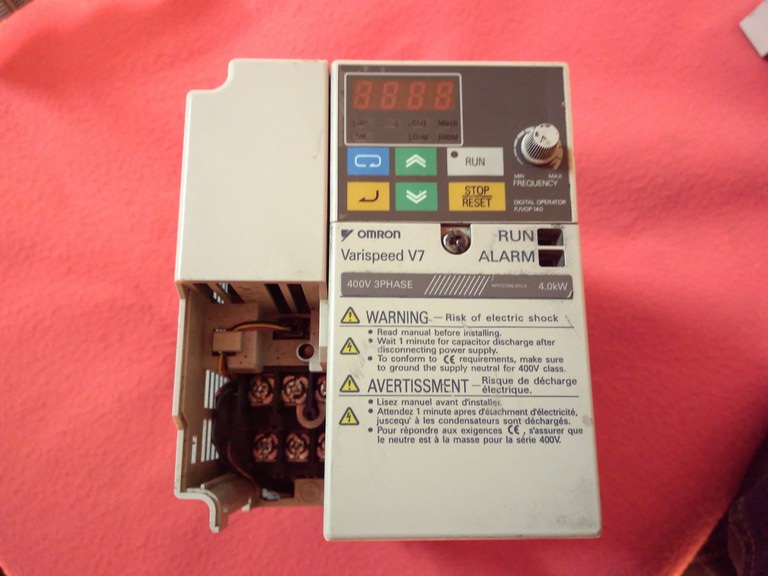 RUN
STOP
RESET
MIN MAX
FREQUENCY
DIGITAL OPERATOR
OMRON
RUN
Varispeed V7
ALARM
400V 3PHASE 4.0kW
WARNING - Risk of electric shock
● Read manual before installing.
● Wait 1 minute for capacitor discharge after
disconnecting power supply.
● To conform to CE requirements, make sure
to ground the supply neutral for 400V class.
AVERTISSMENT - Risque de décharge
électrique.
● Lisez manuel avant d'installer.
● Attendez 1 minute apres d'étachment d'électricité,
juscequ' à les condensateurs sont déchargés.
● Pour répondre aux exigences CE, s'assurer que
le neutre est à la masse pour la série 400V.